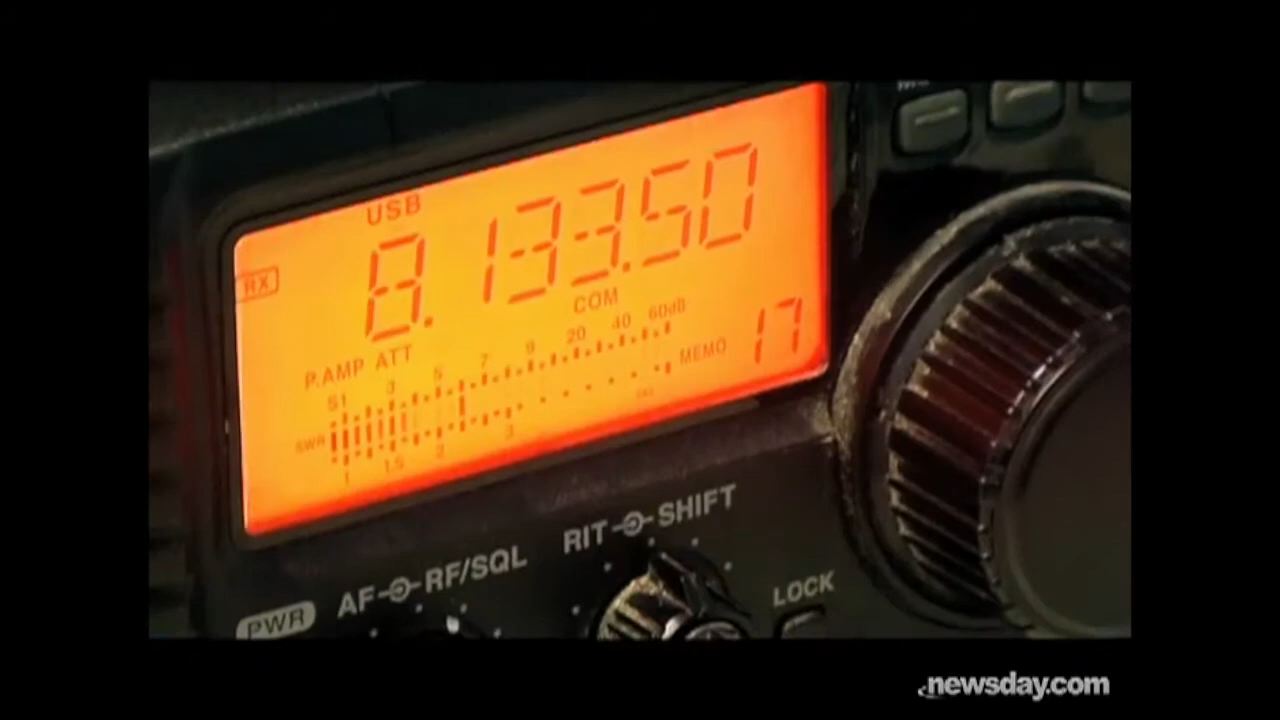 USB
8.133.50
RX
COM
P.AMP ATT
S1 3 5 7 9 20 40 60dB
MEMO 17
SWR
1 1.5 2 3
RIT SHIFT
AF RF/SQL
LOCK
PWR
newsday.com